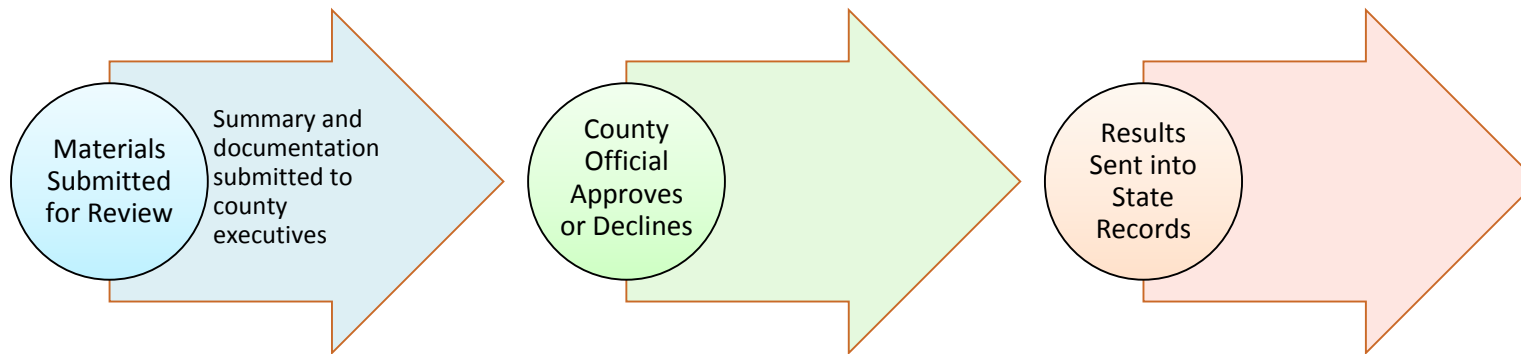 Materials
Submitted
for Review
Summary and
documentation
submitted to
county
executives
County
Official
Approves
or Declines
Results
Sent into
State
Records